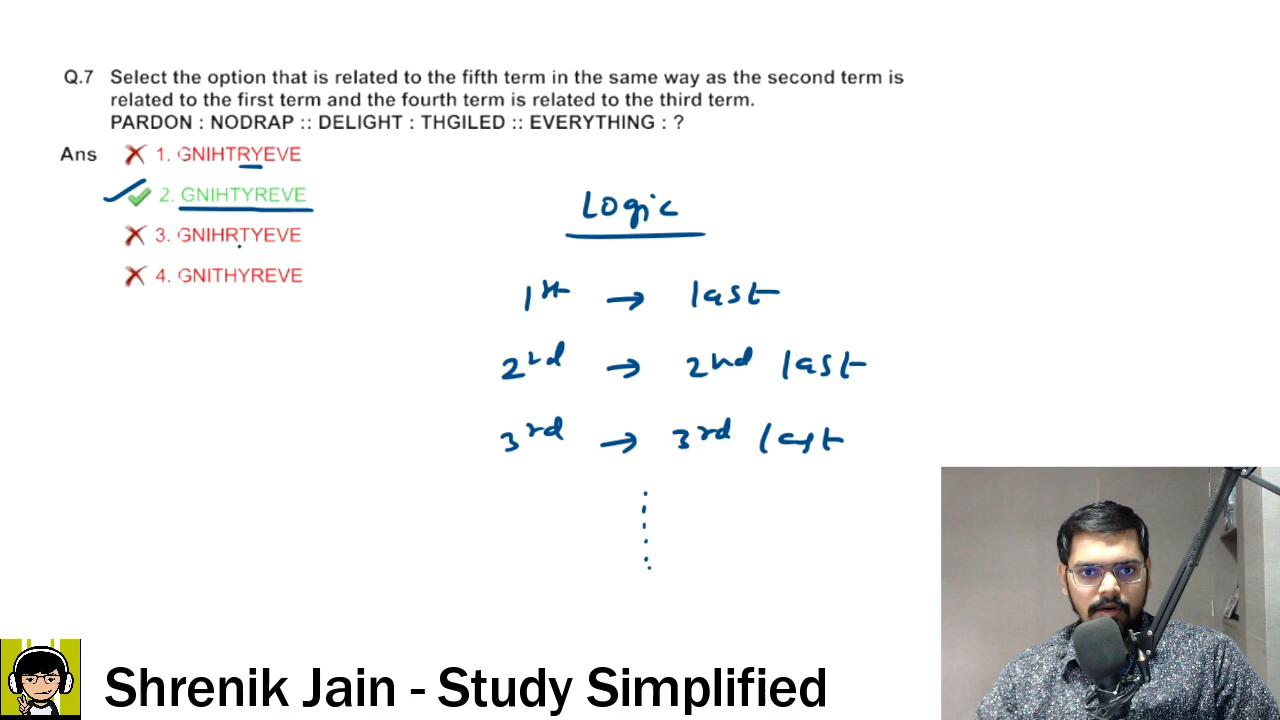 Q.7 Select the option that is related to the fifth term in the same way as the second term is
related to the first term and the fourth term is related to the third term.
PARDON : NODRAP :: DELIGHT : THGILED :: EVERYTHING : ?
Ans 1. GNIHTRYEVE
2. GNIHTYREVE
3. GNIHRTYEVE
4. GNITHYREVE
Logic
1st → last
2nd → 2nd last
3rd → 3rd last
Shrenik Jain - Study Simplified